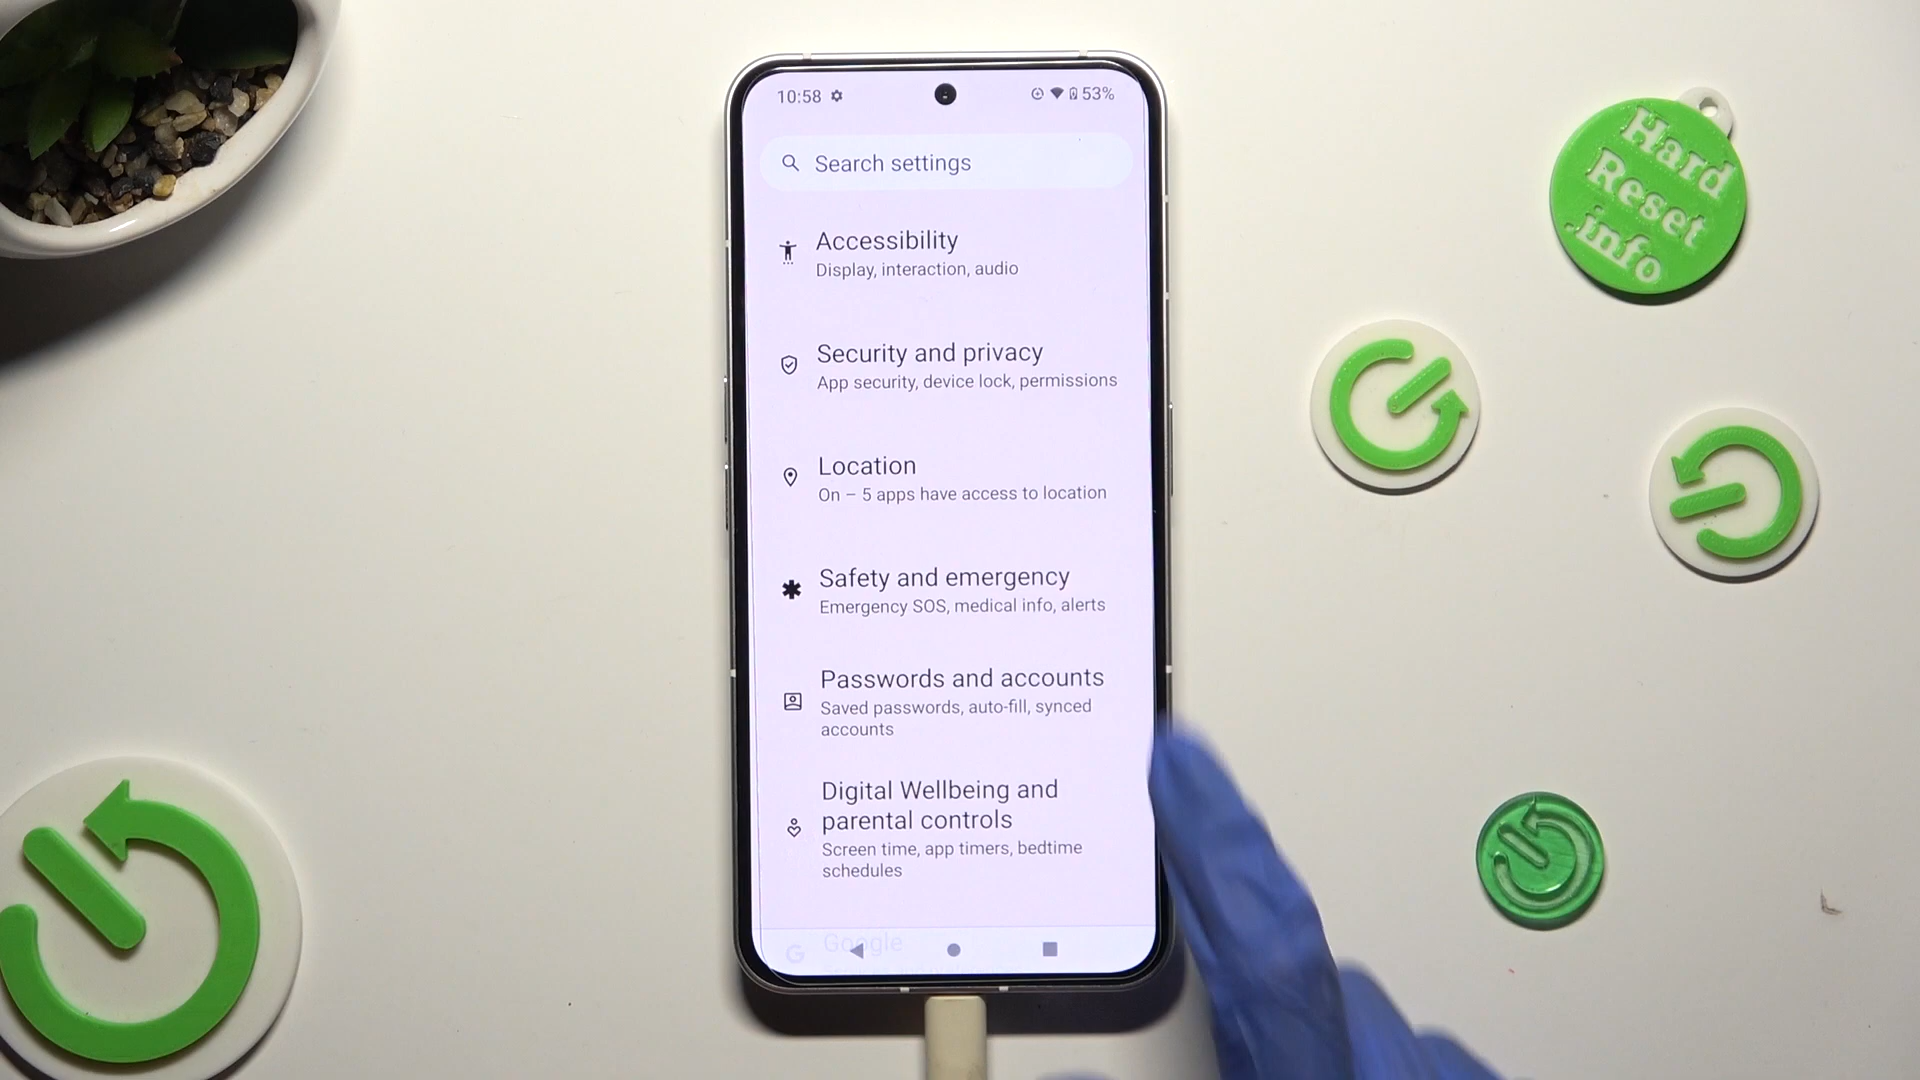 10:58
53%
Search settings
Accessibility
Display, interaction, audio
Security and privacy
App security, device lock, permissions
Location
On – 5 apps have access to location
Safety and emergency
Emergency SOS, medical info, alerts
Passwords and accounts
Saved passwords, auto-fill, synced
accounts
Digital Wellbeing and
parental controls
Screen time, app timers, bedtime
schedules
Google
Hard
Reset
.info